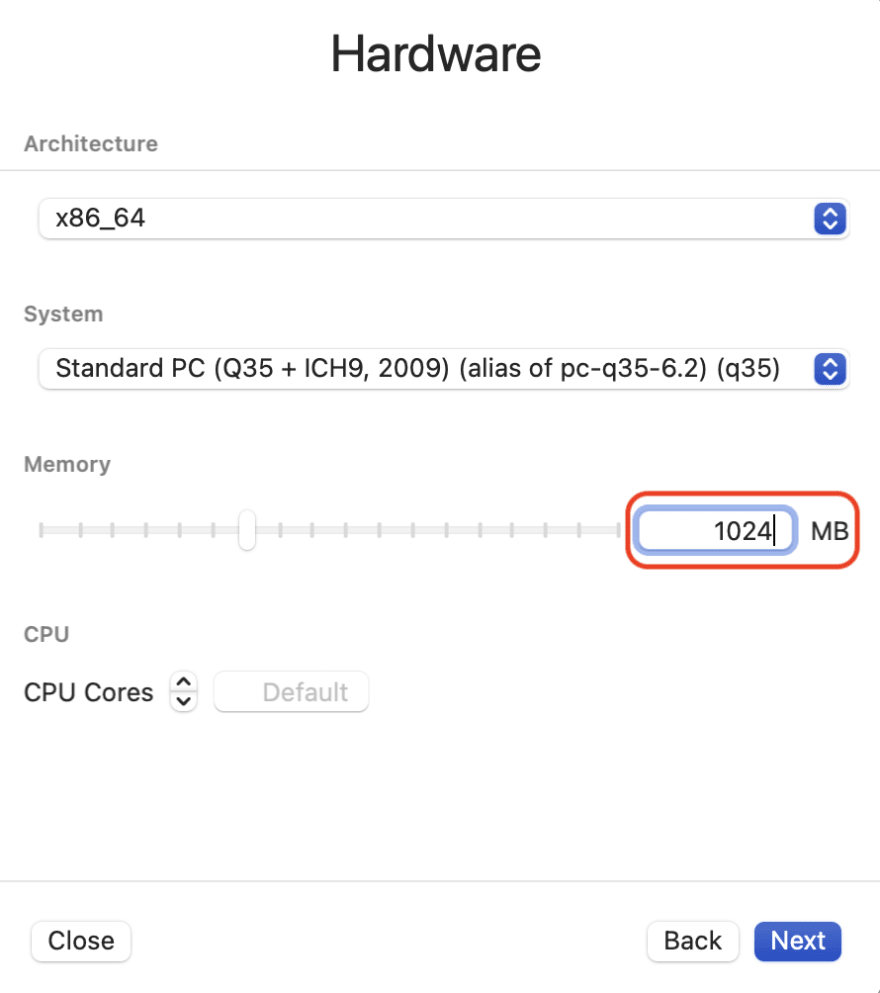 Hardware
Architecture
x86_64
System
Standard PC (Q35 + ICH9, 2009) (alias of pc-q35-6.2) (q35)
Memory
1024 MB
CPU
CPU Cores Default
Close Back Next